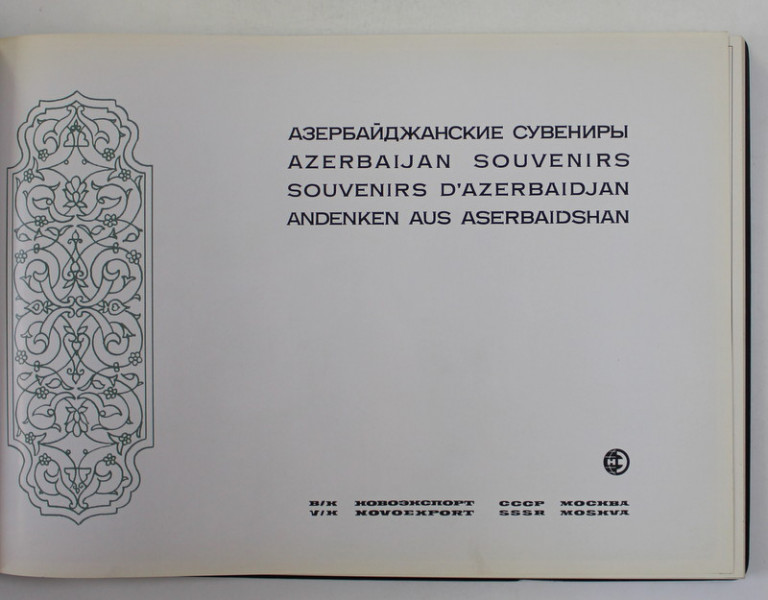 АЗЕРБАЙДЖАНСКИЕ СУВЕНИРЫ
AZERBAIJAN SOUVENIRS
SOUVENIRS D'AZERBAIDJAN
ANDENKEN AUS ASERBAIDSHAN
В/К НОВОЭКСПОРТ СССР МОСКВА
V/K NOVOEXPORT SSSR MOSKVA